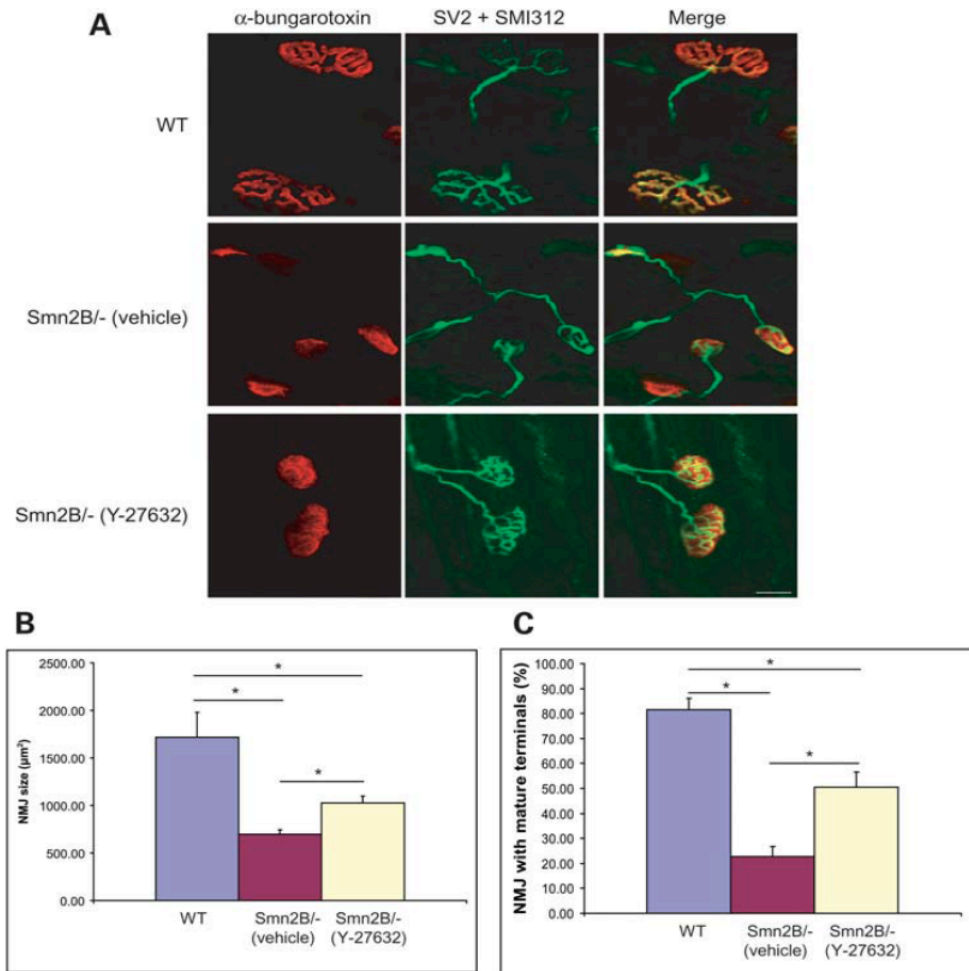 A
α-bungarotoxin SV2 + SMI312 Merge
WT
Smn2B/- (vehicle)
Smn2B/- (Y-27632)
B
NMJ size (µm²)
2500.00
2000.00
1500.00
1000.00
500.00
0.00
*
*
*
WT Smn2B/- Smn2B/-
(vehicle) (Y-27632)
C
NMJ with mature terminals (%)
100.00
90.00
80.00
70.00
60.00
50.00
40.00
30.00
20.00
10.00
0.00
*
*
*
WT Smn2B/- Smn2B/-
(vehicle) (Y-27632)